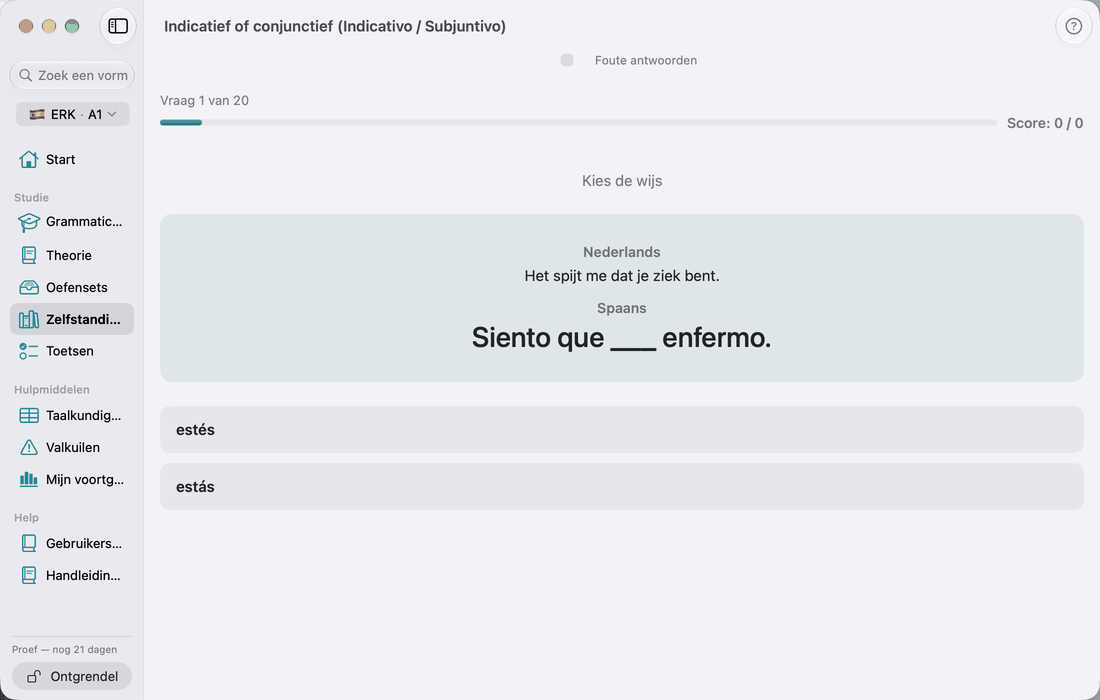 Indicatief of conjunctief (Indicativo / Subjuntivo)
Foute antwoorden
Zoek een vorm
ERK · A1
Start
Studie
Grammatic...
Theorie
Oefensets
Zelfstandi...
Toetsen
Hulpmiddelen
Taalkundig...
Valkuilen
Mijn voortg...
Help
Gebruikers...
Handleidin...
Proef — nog 21 dagen
Ontgrendel
Vraag 1 van 20
Score: 0 / 0
Kies de wijs
Nederlands
Het spijt me dat je ziek bent.
Spaans
Siento que ___ enfermo.
estés
estás